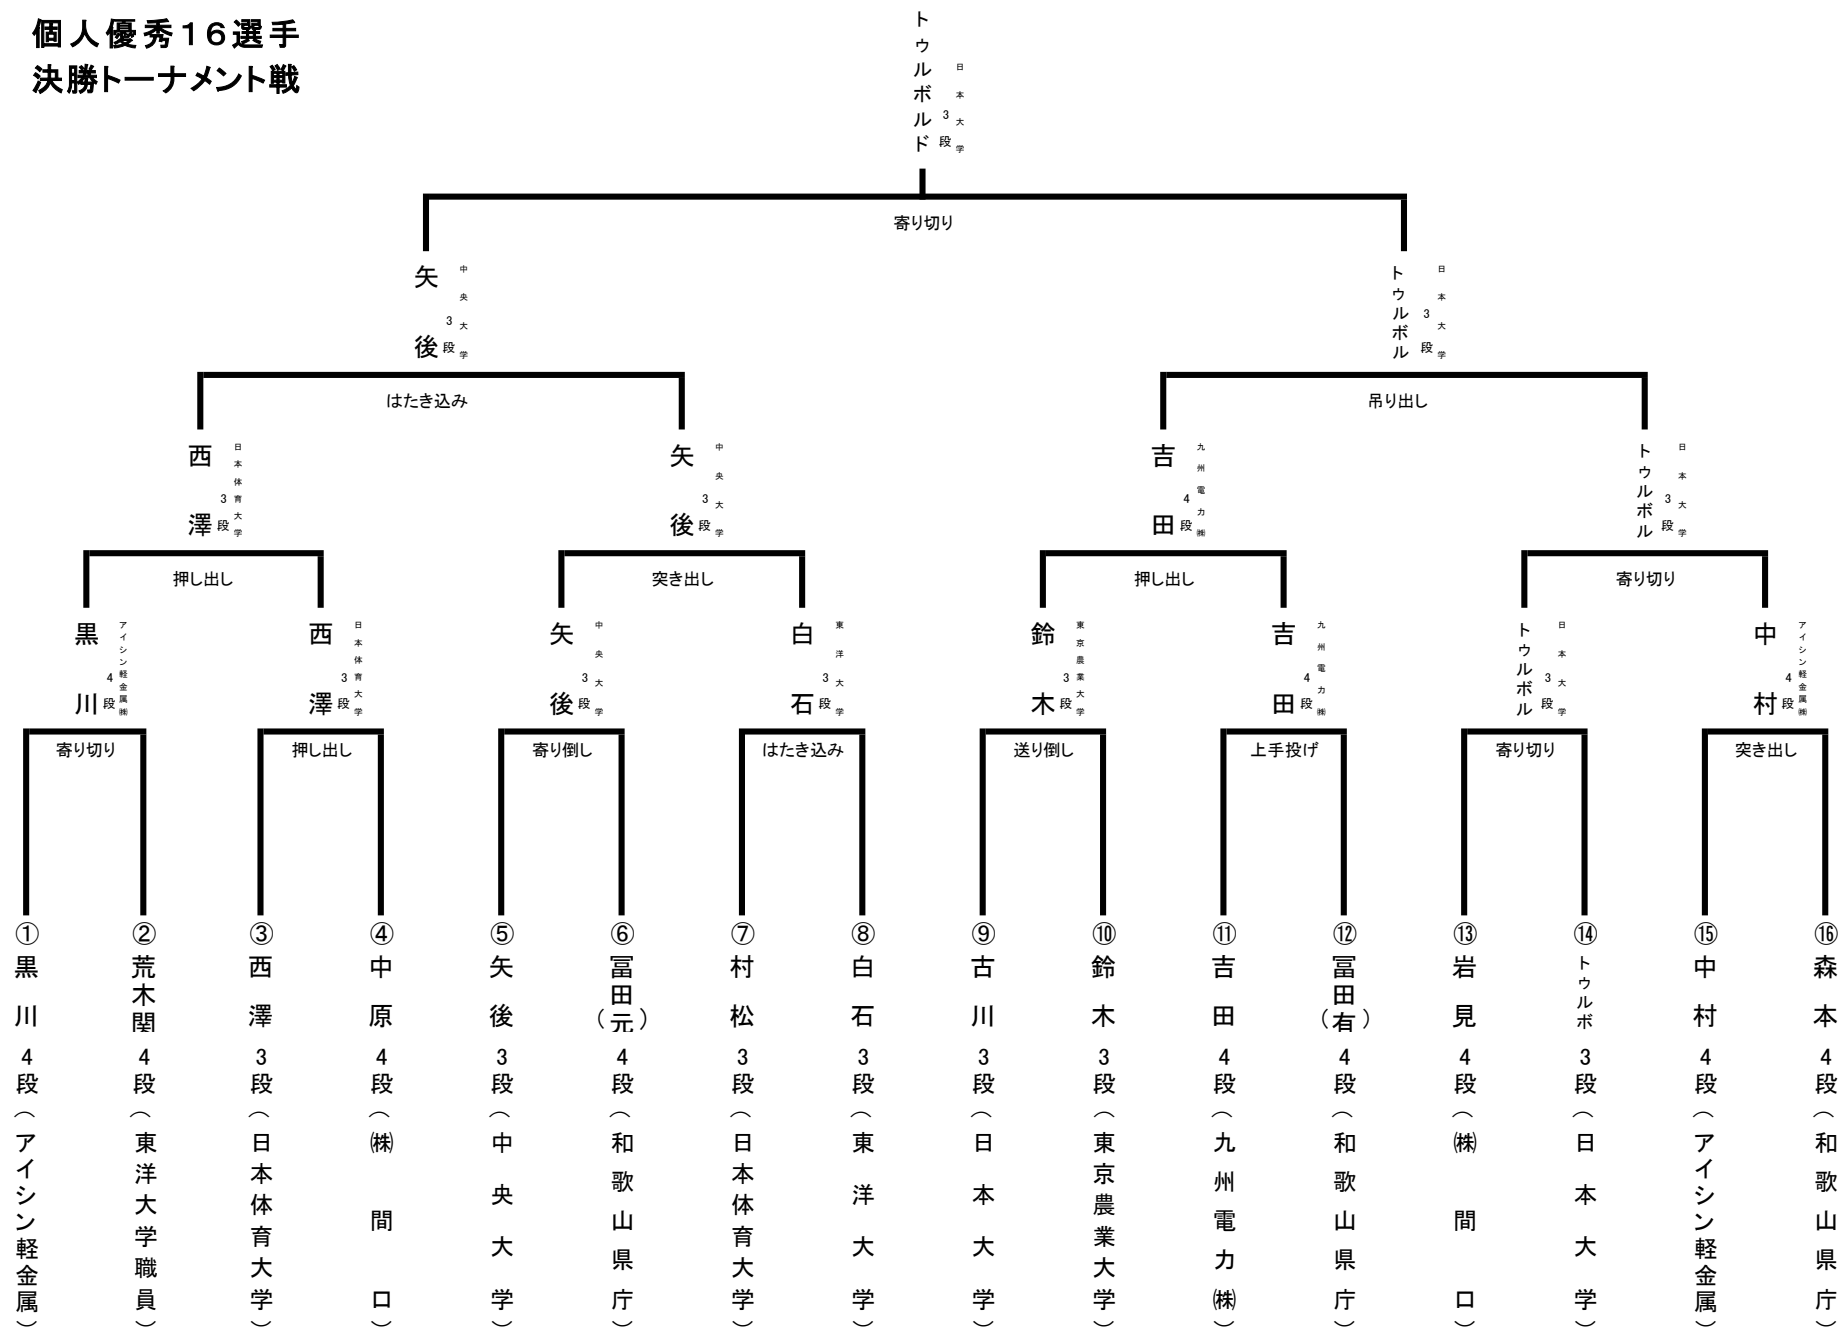 個人優秀16選手
決勝トーナメント戦
トゥルボルド 3段 日本大学
寄り切り
矢後 3段 中央大学
トゥルボル 3段 日本大学
はたき込み
吊り出し
西澤 3段 日本体育大学
矢後 3段 中央大学
吉田 4段 九州電力㈱
トゥルボル 3段 日本大学
押し出し
突き出し
押し出し
寄り切り
黒川 4段 アイシン軽金属㈱
西澤 3段 日本体育大学
矢後 3段 中央大学
白石 3段 東洋大学
鈴木 3段 東京農業大学
吉田 4段 九州電力㈱
トゥルボル 3段 日本大学
中村 4段 アイシン軽金属㈱
寄り切り
押し出し
寄り倒し
はたき込み
送り倒し
上手投げ
寄り切り
突き出し
①黒川 4段（アイシン軽金属）
②荒木関 4段（東洋大学職員）
③西澤 3段（日本体育大学）
④中原 4段（㈱間口）
⑤矢後 3段（中央大学）
⑥冨田（元） 4段（和歌山県庁）
⑦村松 3段（日本体育大学）
⑧白石 3段（東洋大学）
⑨古川 3段（日本大学）
⑩鈴木 3段（東京農業大学）
⑪吉田 4段（九州電力㈱）
⑫冨田（有） 4段（和歌山県庁）
⑬岩見 4段（㈱間口）
⑭トゥルボ 3段（日本大学）
⑮中村 4段（アイシン軽金属）
⑯森本 4段（和歌山県庁）